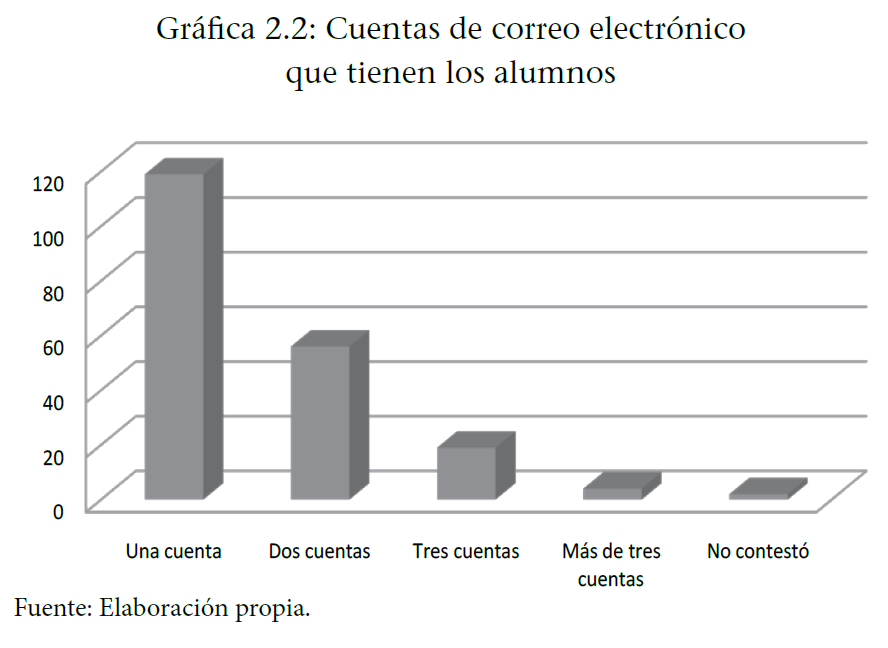 Gráfica 2.2: Cuentas de correo electrónico
que tienen los alumnos
120
100
80
60
40
20
0
Una cuenta
Dos cuentas
Tres cuentas
Más de tres
cuentas
No contestó
Fuente: Elaboración propia.